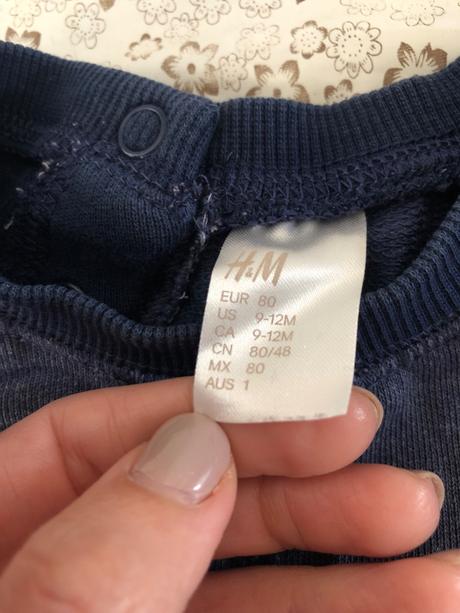 H&M
EUR 80
US 9-12M
CA 9-12M
CN 80/48
MX 80
AUS 1